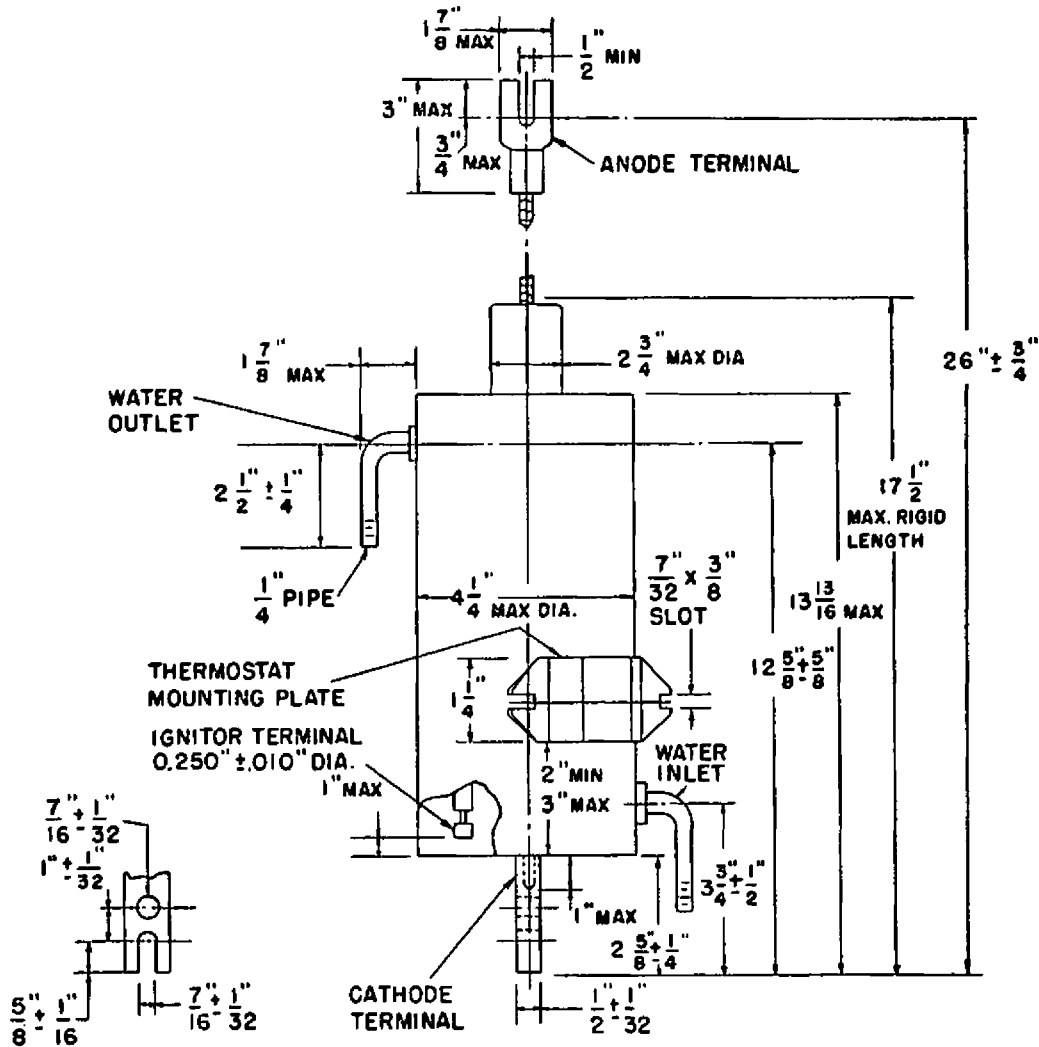 1 7/8" MAX
1/2" MIN
3" MAX
3/4" MAX
ANODE TERMINAL
1 7/8" MAX
2 3/4" MAX DIA
26" ± 3/4"
WATER
OUTLET
2 1/2" ± 1/4"
17 1/2"
MAX. RIGID
LENGTH
1/4" PIPE
4 1/4" MAX DIA.
7/32" x 3/8"
SLOT
13 13/16 MAX
12 5/8" ± 5/8"
THERMOSTAT
MOUNTING PLATE
1 1/4"
IGNITOR TERMINAL
0.250" ±.010" DIA.
1" MAX
2" MIN
3" MAX
WATER
INLET
7/16" ± 1/32"
1" ± 1/32"
3 3/4" ± 1/2"
1" MAX
2 5/8" ± 1/4"
5/8" ± 1/16"
7/16" ± 1/32"
CATHODE
TERMINAL
1/2" ± 1/32"